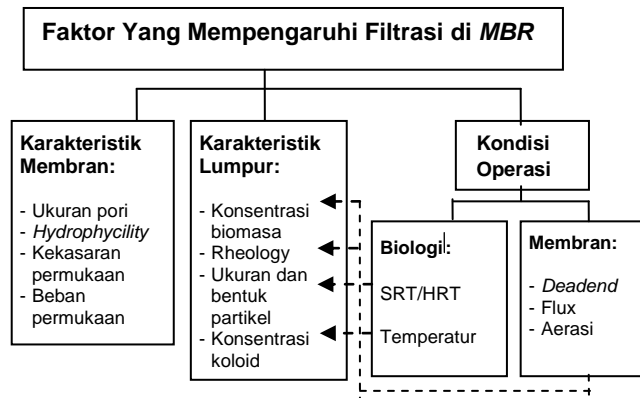 Faktor Yang Mempengaruhi Filtrasi di MBR
Karakteristik
Membran:
- Ukuran pori
- Hydrophycility
- Kekasaran
permukaan
- Beban
permukaan
Karakteristik
Lumpur:
- Konsentrasi
biomasa
- Rheology
- Ukuran dan
bentuk
partikel
- Konsentrasi
koloid
Kondisi
Operasi
Biologi:
SRT/HRT
Temperatur
Membran:
- Deadend
- Flux
- Aerasi